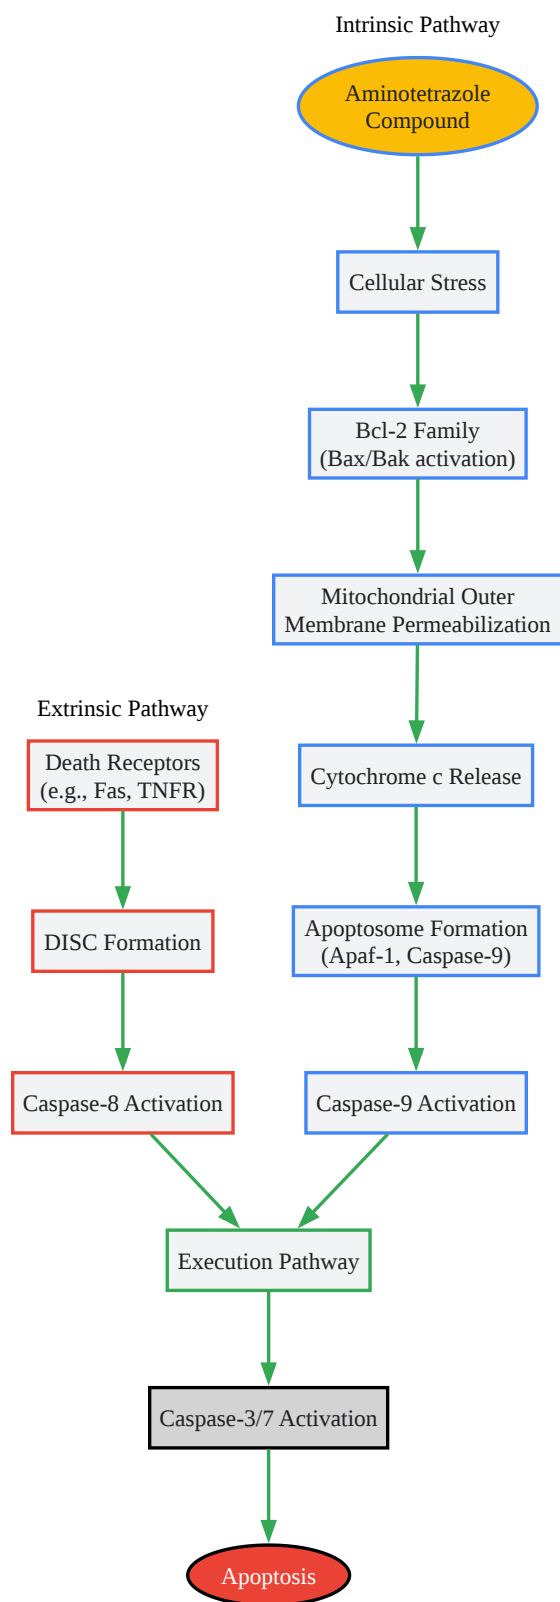 Intrinsic Pathway
Aminotetrazole
Compound
Cellular Stress
Bcl-2 Family
(Bax/Bak activation)
Mitochondrial Outer
Membrane Permeabilization
Extrinsic Pathway
Death Receptors
(e.g., Fas, TNFR)
Cytochrome c Release
DISC Formation
Apoptosome Formation
(Apaf-1, Caspase-9)
Caspase-8 Activation
Caspase-9 Activation
Execution Pathway
Caspase-3/7 Activation
Apoptosis